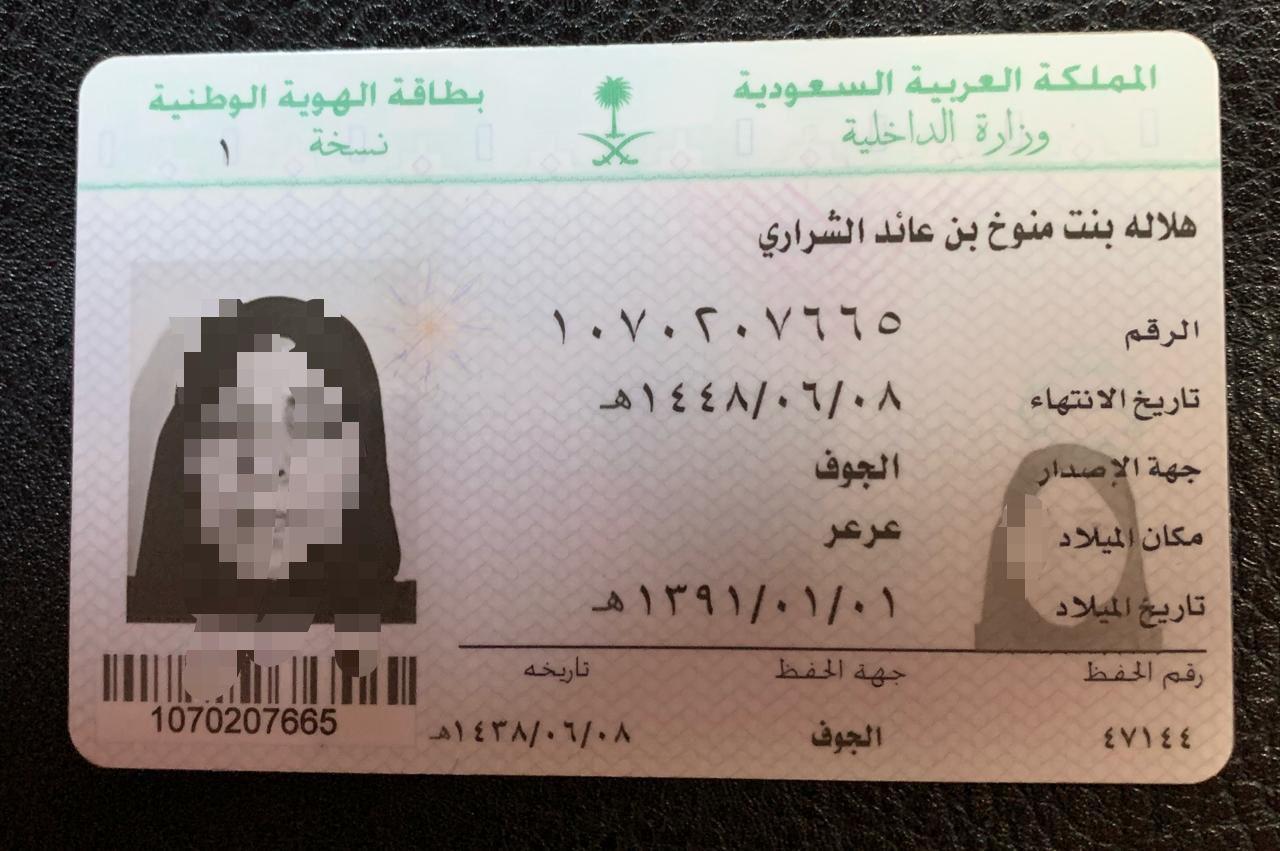 المملكة العربية السعودية
وزارة الداخلية
بطاقة الهوية الوطنية
نسخة ١
هلاله بنت منوخ بن عائد الشراري
الرقم ١٠٧٠٢٠٧٦٦٥
تاريخ الانتهاء ١٤٤٨/٠٦/٠٨هـ
جهة الإصدار الجوف
مكان الميلاد عرعر
تاريخ الميلاد ١٣٩١/٠١/٠١هـ
رقم الحفظ جهة الحفظ تاريخه
٤٧١٤٤ الجوف ١٤٣٨/٠٦/٠٨هـ
1070207665